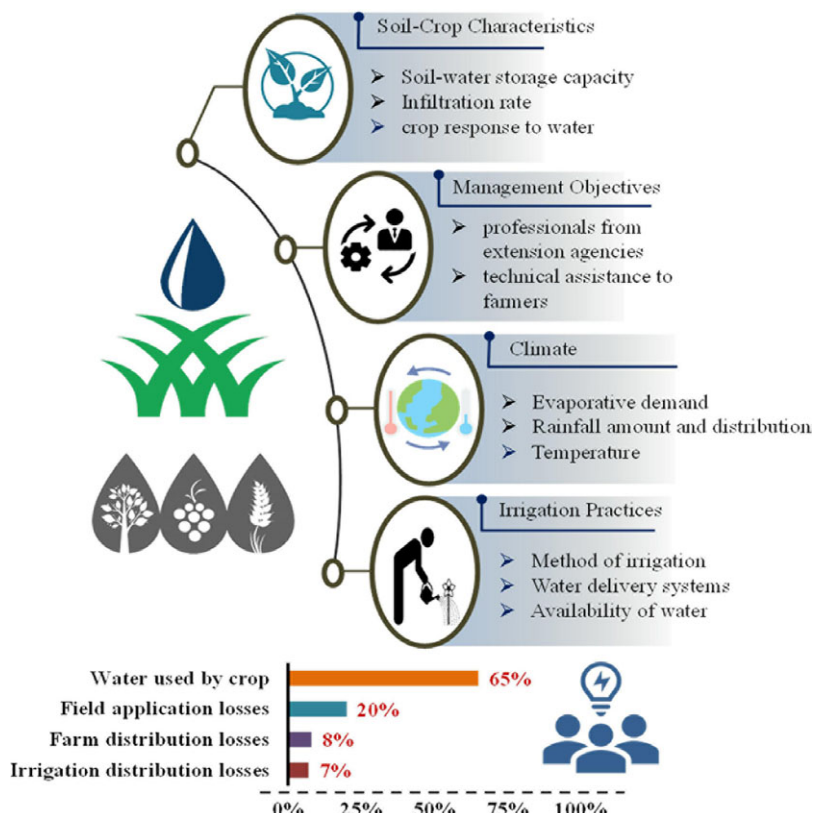 Soil-Crop Characteristics
Soil-water storage capacity
Infiltration rate
crop response to water
Management Objectives
professionals from
extension agencies
technical assistance to
farmers
Climate
Evaporative demand
Rainfall amount and distribution
Temperature
Irrigation Practices
Method of irrigation
Water delivery systems
Availability of water
Water used by crop 65%
Field application losses 20%
Farm distribution losses 8%
Irrigation distribution losses 7%
0% 25% 50% 75% 100%